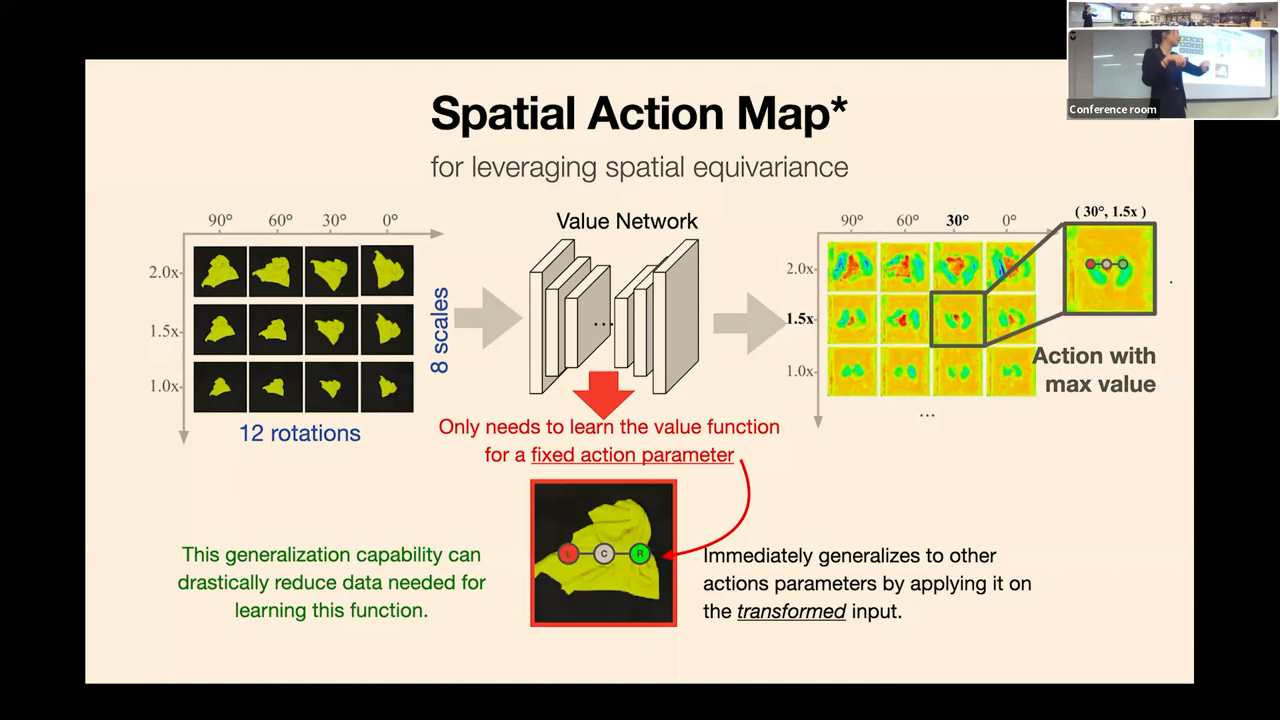 Conference room
Spatial Action Map*
for leveraging spatial equivariance
90° 60° 30° 0°
2.0x
1.5x
1.0x
8 scales
12 rotations
Value Network
...
Only needs to learn the value function
for a fixed action parameter
90° 60° 30° 0°
2.0x
1.5x
1.0x
...
( 30°, 1.5x )
Action with
max value
L C R
This generalization capability can
drastically reduce data needed for
learning this function.
Immediately generalizes to other
actions parameters by applying it on
the transformed input.